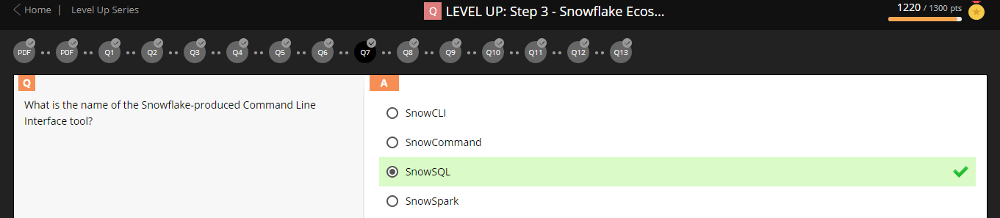 Home | Level Up Series
Q LEVEL UP: Step 3 - Snowflake Ecos...
1220 / 1300 pts
PDF PDF Q1 Q2 Q3 Q4 Q5 Q6 Q7 Q8 Q9 Q10 Q11 Q12 Q13
Q
What is the name of the Snowflake-produced Command Line
Interface tool?
A
SnowCLI
SnowCommand
SnowSQL
SnowSpark